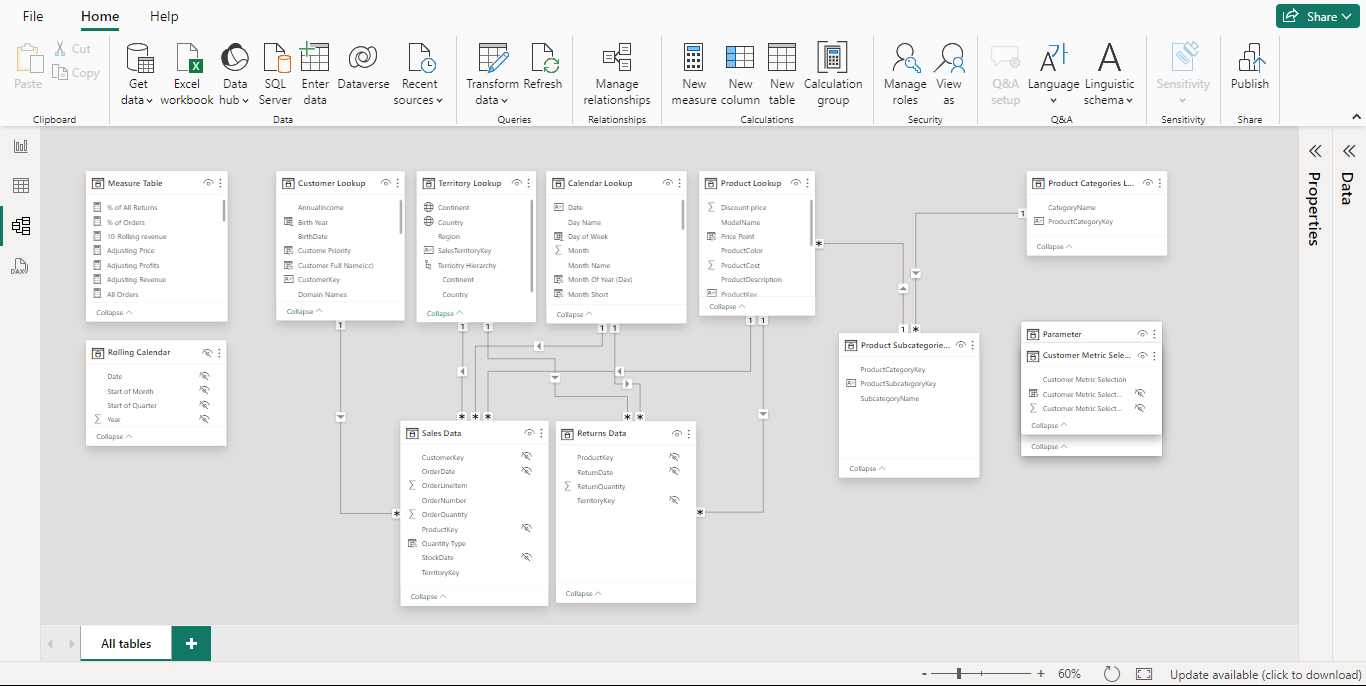 File Home Help Share
Paste
Cut
Copy
Clipboard
Get data
Excel workbook
Data hub
SQL Server
Enter data
Dataverse
Recent sources
Data
Transform data
Refresh
Queries
Manage relationships
Relationships
New measure
New column
New table
Calculation group
Calculations
Manage roles
View as
Security
Q&A setup
Language
Linguistic schema
Q&A
Sensitivity
Sensitivity
Publish
Share
DAX
Measure Table
% of All Returns
% of Orders
10-Rolling revenue
Adjusting Price
Adjusting Profits
Adjusting Revenue
All Orders
Collapse
Customer Lookup
AnnualIncome
Birth Year
BirthDate
Custome Priority
Customer Full Name(cc)
CustomerKey
Domain Names
Collapse
Territory Lookup
Continent
Country
Region
SalesTerritoryKey
Terriotry Hierarchy
Continent
Country
Collapse
Calendar Lookup
Date
Day Name
Day of Week
Month
Month Name
Month Of Year (Dax)
Month Short
Collapse
Product Lookup
Discount price
ModelName
Price Point
ProductColor
ProductCost
ProductDescription
ProductKey
Collapse
Product Categories L...
CategoryName
ProductCategoryKey
Collapse
Properties
Data
1
*
1 1 1 1 1 1 1
1 *
Rolling Calendar
Date
Start of Month
Start of Quarter
Year
Collapse
Product Subcategorie...
ProductCategoryKey
ProductSubcategoryKey
SubcategoryName
Collapse
Parameter
Customer Metric Sele...
Customer Metric Selection
Customer Metric Select...
Customer Metric Select...
Collapse
Collapse
* * * * *
Sales Data
CustomerKey
OrderDate
OrderLineItem
OrderNumber
OrderQuantity
ProductKey
Quantity Type
StockDate
TerritoryKey
Collapse
Returns Data
ProductKey
ReturnDate
ReturnQuantity
TerritoryKey
Collapse
* *
All tables +
- + 60% Update available (click to download)